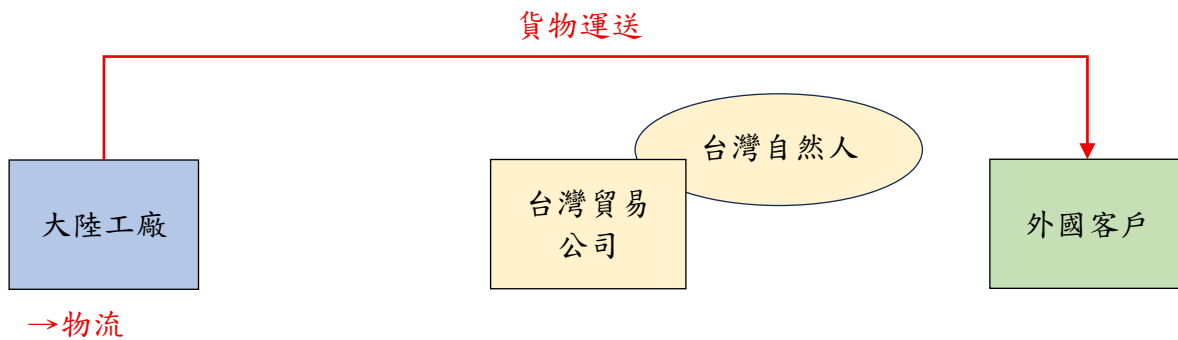 貨物運送
台灣自然人
大陸工廠
台灣貿易
公司
外國客戶
→物流